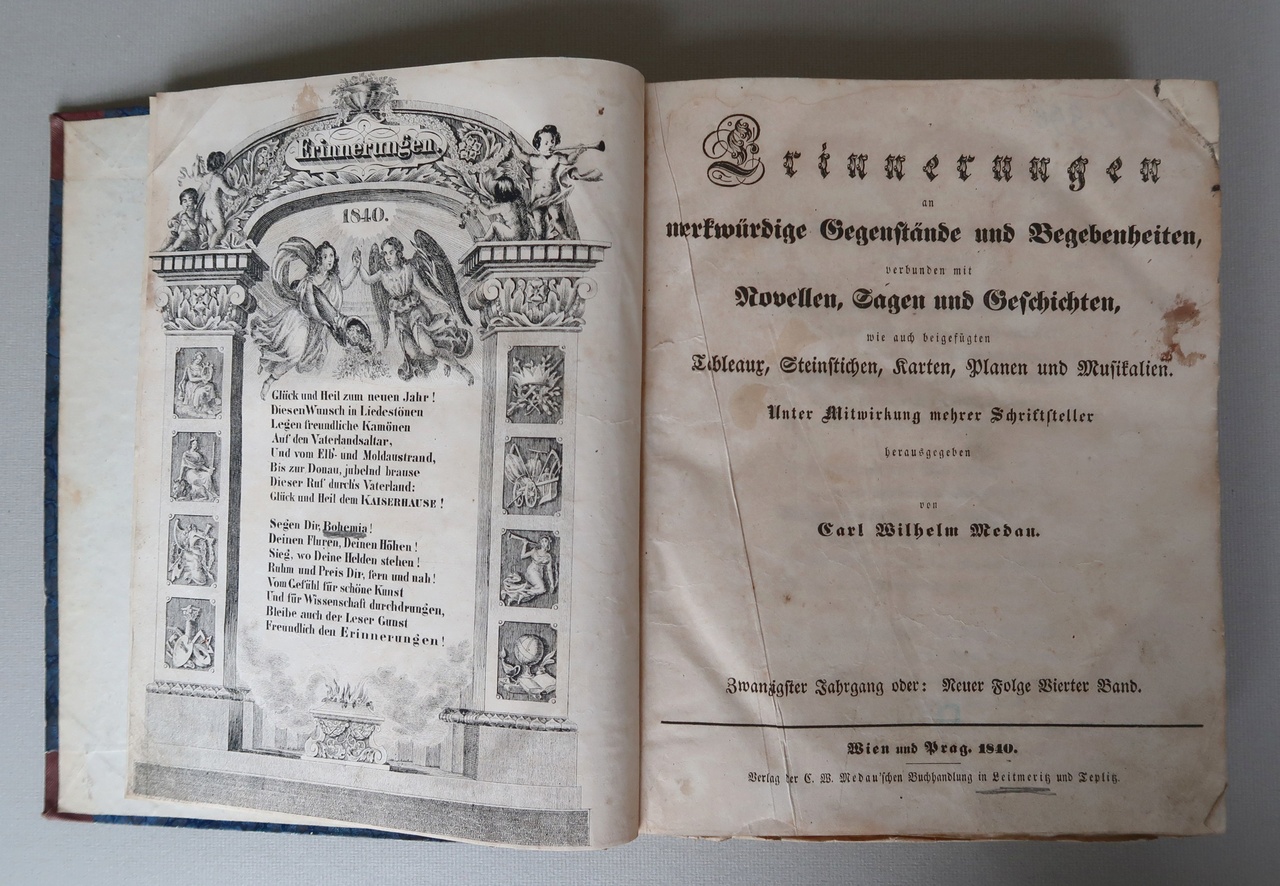 Erinnerungen.
1840.
Glück und Heil zum neuen Jahr!
Diesen Wunsch in Liedestönen
Legen freundliche Kamönen
Auf den Vaterlandsaltar,
Und vom Elb- und Moldaustrand,
Bis zur Donau, jubelnd brause
Dieser Ruf durch's Vaterland:
Glück und Heil dem KAISERHAUSE!
Segen Dir, Bohemia!
Deinen Fluren, Deinen Höhen!
Sieg, wo Deine Helden stehen!
Ruhm und Preis Dir, fern und nah!
Vom Gefühl für schöne Kunst
Und für Wissenschaft durchdrungen,
Bleibe auch der Leser Gunst
Freundlich den Erinnerungen!
Erinnerungen
an
merkwürdige Gegenstände und Begebenheiten,
verbunden mit
Novellen, Sagen und Geschichten,
wie auch beigefügten
Tableaux, Steinstichen, Karten, Planen und Musikalien.
Unter Mitwirkung mehrer Schriftsteller
herausgegeben
von
Carl Wilhelm Medau.
Zwanzigster Jahrgang oder: Neuer Folge Vierter Band.
Wien und Prag. 1840.
Verlag der C. W. Medau'schen Buchhandlung in Leitmeritz und Teplitz.